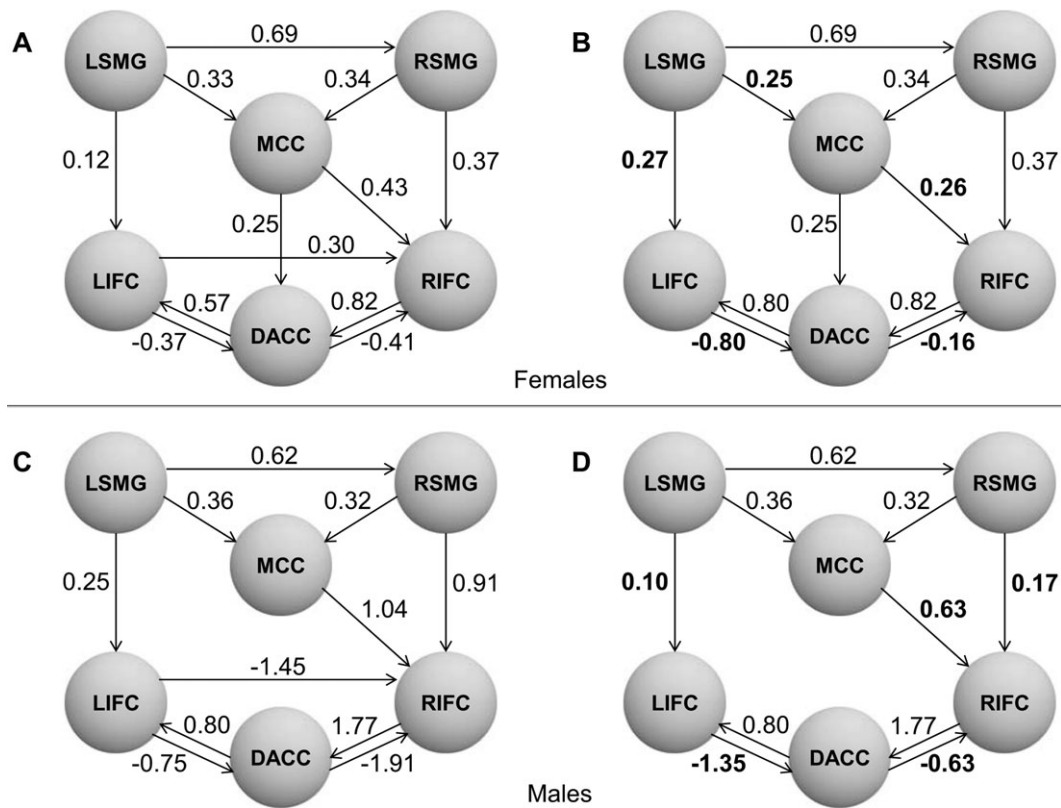 A
LSMG
0.69
RSMG
0.33
0.34
MCC
0.12
0.37
0.43
0.25
0.30
LIFC
RIFC
0.57
0.82
DACC
-0.37
-0.41
B
LSMG
0.69
RSMG
0.25
0.34
MCC
0.27
0.37
0.26
0.25
LIFC
RIFC
0.80
0.82
DACC
-0.80
-0.16
Females
C
LSMG
0.62
RSMG
0.36
0.32
MCC
0.25
0.91
1.04
-1.45
LIFC
RIFC
0.80
1.77
DACC
-0.75
-1.91
D
LSMG
0.62
RSMG
0.36
0.32
MCC
0.10
0.17
0.63
LIFC
RIFC
0.80
1.77
DACC
-1.35
-0.63
Males